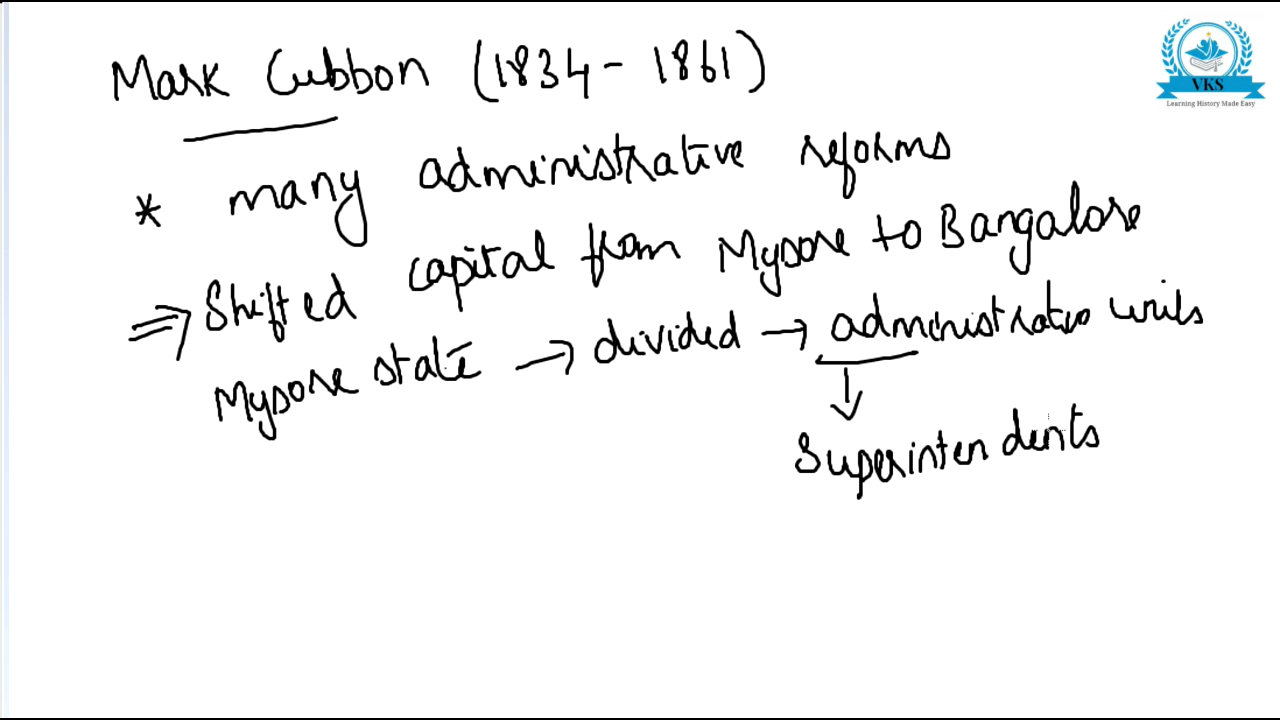 Mark Cubbon (1834 - 1861)
* many administrative reforms
⇒ Shifted capital from Mysore to Bangalore
Mysore state → divided → administrative units
↓
Superintendents
VKS
Learning History Made Easy